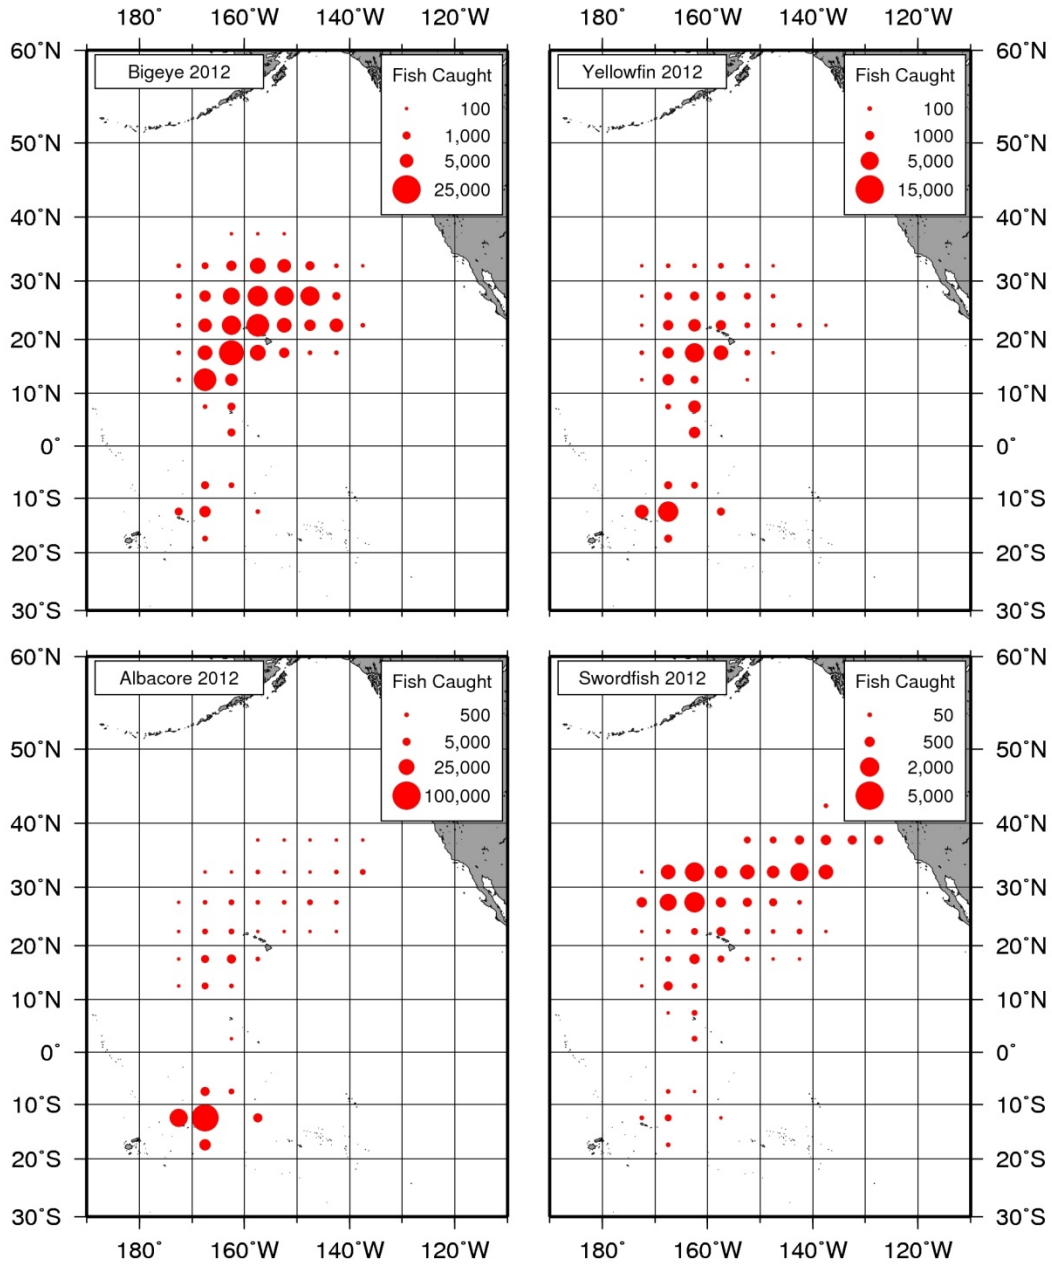 180˚ 160˚W 140˚W 120˚W 180˚ 160˚W 140˚W 120˚W
60˚N Bigeye 2012 Fish Caught Yellowfin 2012 Fish Caught 60˚N
100 100
1,000 1000
50˚N 50˚N
5,000 5,000
25,000 15,000
40˚N 40˚N
30˚N 30˚N
20˚N 20˚N
10˚N 10˚N
0˚ 0˚
10˚S 10˚S
20˚S 20˚S
30˚S 30˚S
60˚N Albacore 2012 Fish Caught Swordfish 2012 Fish Caught 60˚N
500 50
5,000 500
50˚N 50˚N
25,000 2,000
100,000 5,000
40˚N 40˚N
30˚N 30˚N
20˚N 20˚N
10˚N 10˚N
0˚ 0˚
10˚S 10˚S
20˚S 20˚S
30˚S 30˚S
180˚ 160˚W 140˚W 120˚W 180˚ 160˚W 140˚W 120˚W